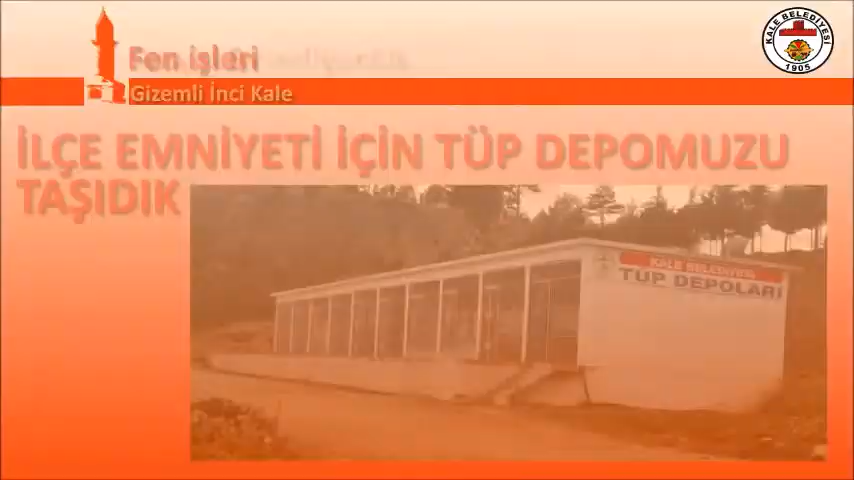 Fen işleri
KALE BELEDİYESİ
1905
Gizemli İnci Kale
İLÇE EMNİYETİ İÇİN TÜP DEPOMUZU
TAŞIDIK
KALE BELEDİYESİ
TÜP DEPOLARI